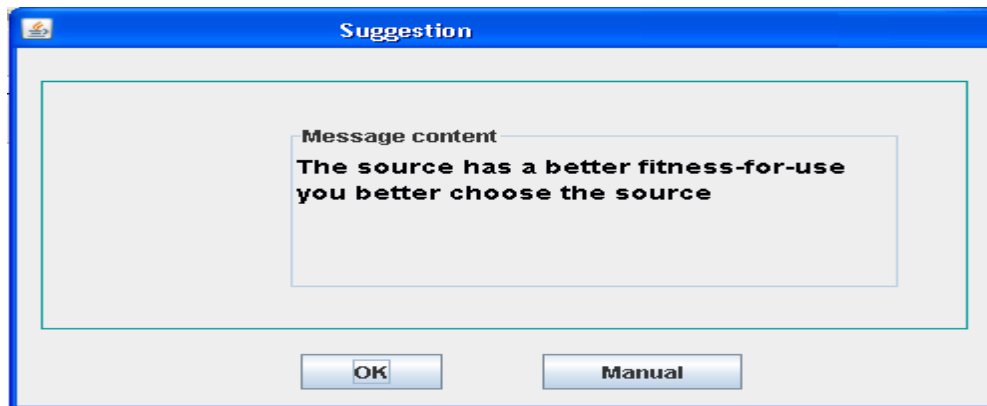 Suggestion
Message content
The source has a better fitness-for-use
you better choose the source
OK
Manual